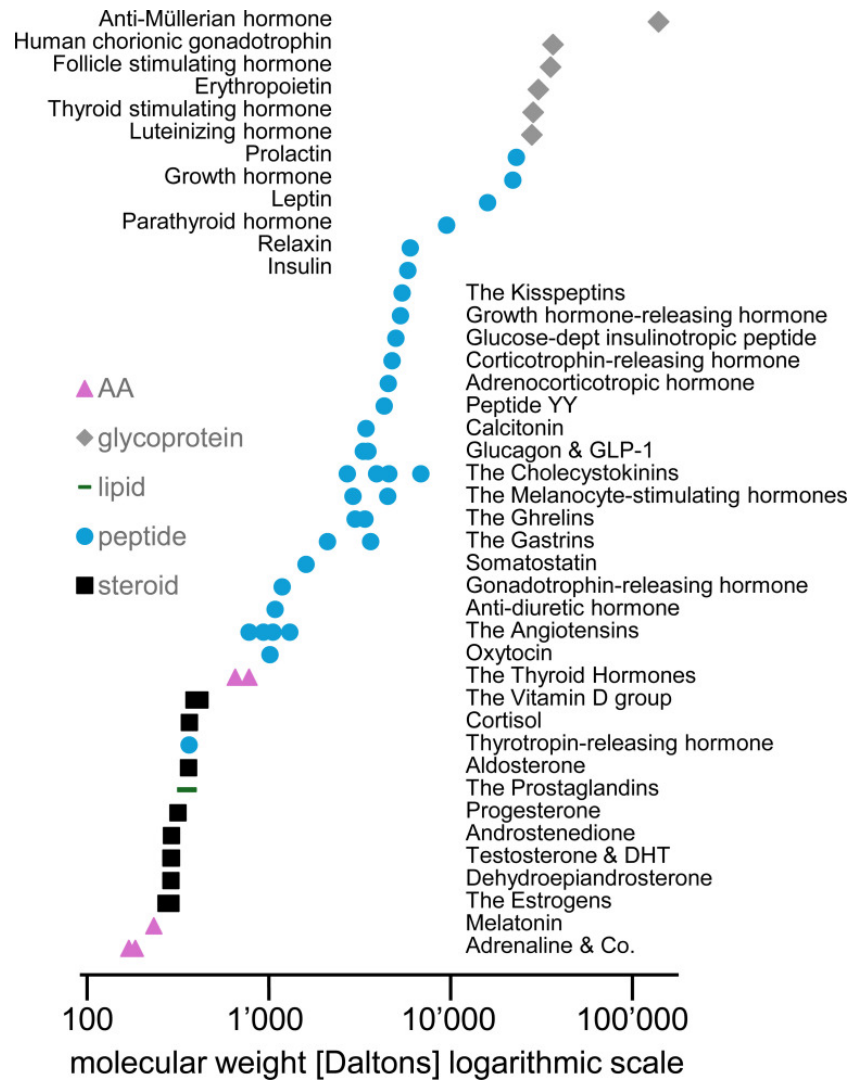 Anti-Müllerian hormone
Human chorionic gonadotrophin
Follicle stimulating hormone
Erythropoietin
Thyroid stimulating hormone
Luteinizing hormone
Prolactin
Growth hormone
Leptin
Parathyroid hormone
Relaxin
Insulin
The Kisspeptins
Growth hormone-releasing hormone
Glucose-dept insulinotropic peptide
Corticotrophin-releasing hormone
Adrenocorticotropic hormone
Peptide YY
Calcitonin
Glucagon & GLP-1
The Cholecystokinins
The Melanocyte-stimulating hormones
The Ghrelins
The Gastrins
Somatostatin
Gonadotrophin-releasing hormone
Anti-diuretic hormone
The Angiotensins
Oxytocin
The Thyroid Hormones
The Vitamin D group
Cortisol
Thyrotropin-releasing hormone
Aldosterone
The Prostaglandins
Progesterone
Androstenedione
Testosterone & DHT
Dehydroepiandrosterone
The Estrogens
Melatonin
Adrenaline & Co.
AA
glycoprotein
lipid
peptide
steroid
100 1'000 10'000 100'000
molecular weight [Daltons] logarithmic scale